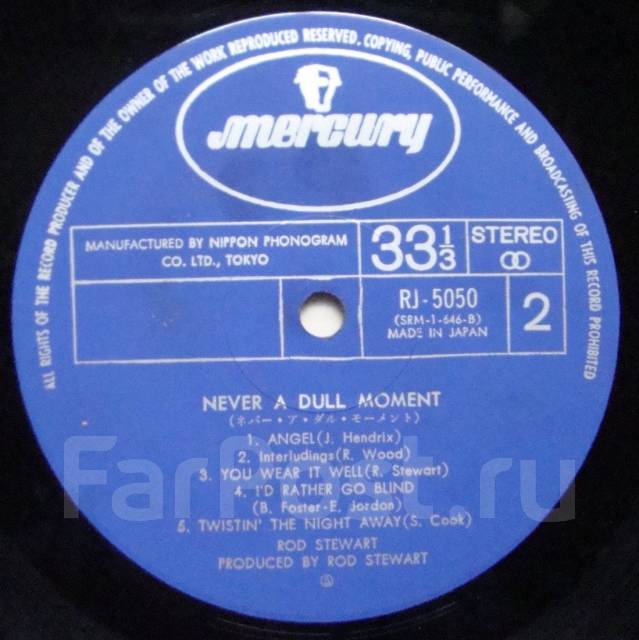 ALL RIGHTS OF THE RECORD PRODUCER AND OF THE OWNER OF THE WORK REPRODUCED RESERVED. COPYING, PUBLIC PERFORMANCE AND BROADCASTING OF THIS RECORD PROHIBITED
mercury
MANUFACTURED BY NIPPON PHONOGRAM
CO. LTD., TOKYO
33 1/3
STEREO
RJ-5050
(SRM-1-646-B)
MADE IN JAPAN
2
NEVER A DULL MOMENT
(ネバー・ア・ダル・モーメント)
1. ANGEL(J. Hendrix)
2. Interludings(R. Wood)
3. YOU WEAR IT WELL(R. Stewart)
4. I'D RATHER GO BLIND
(B. Foster-E. Jordon)
5. TWISTIN' THE NIGHT AWAY(S. Cook)
ROD STEWART
PRODUCED BY ROD STEWART
FarPost.ru